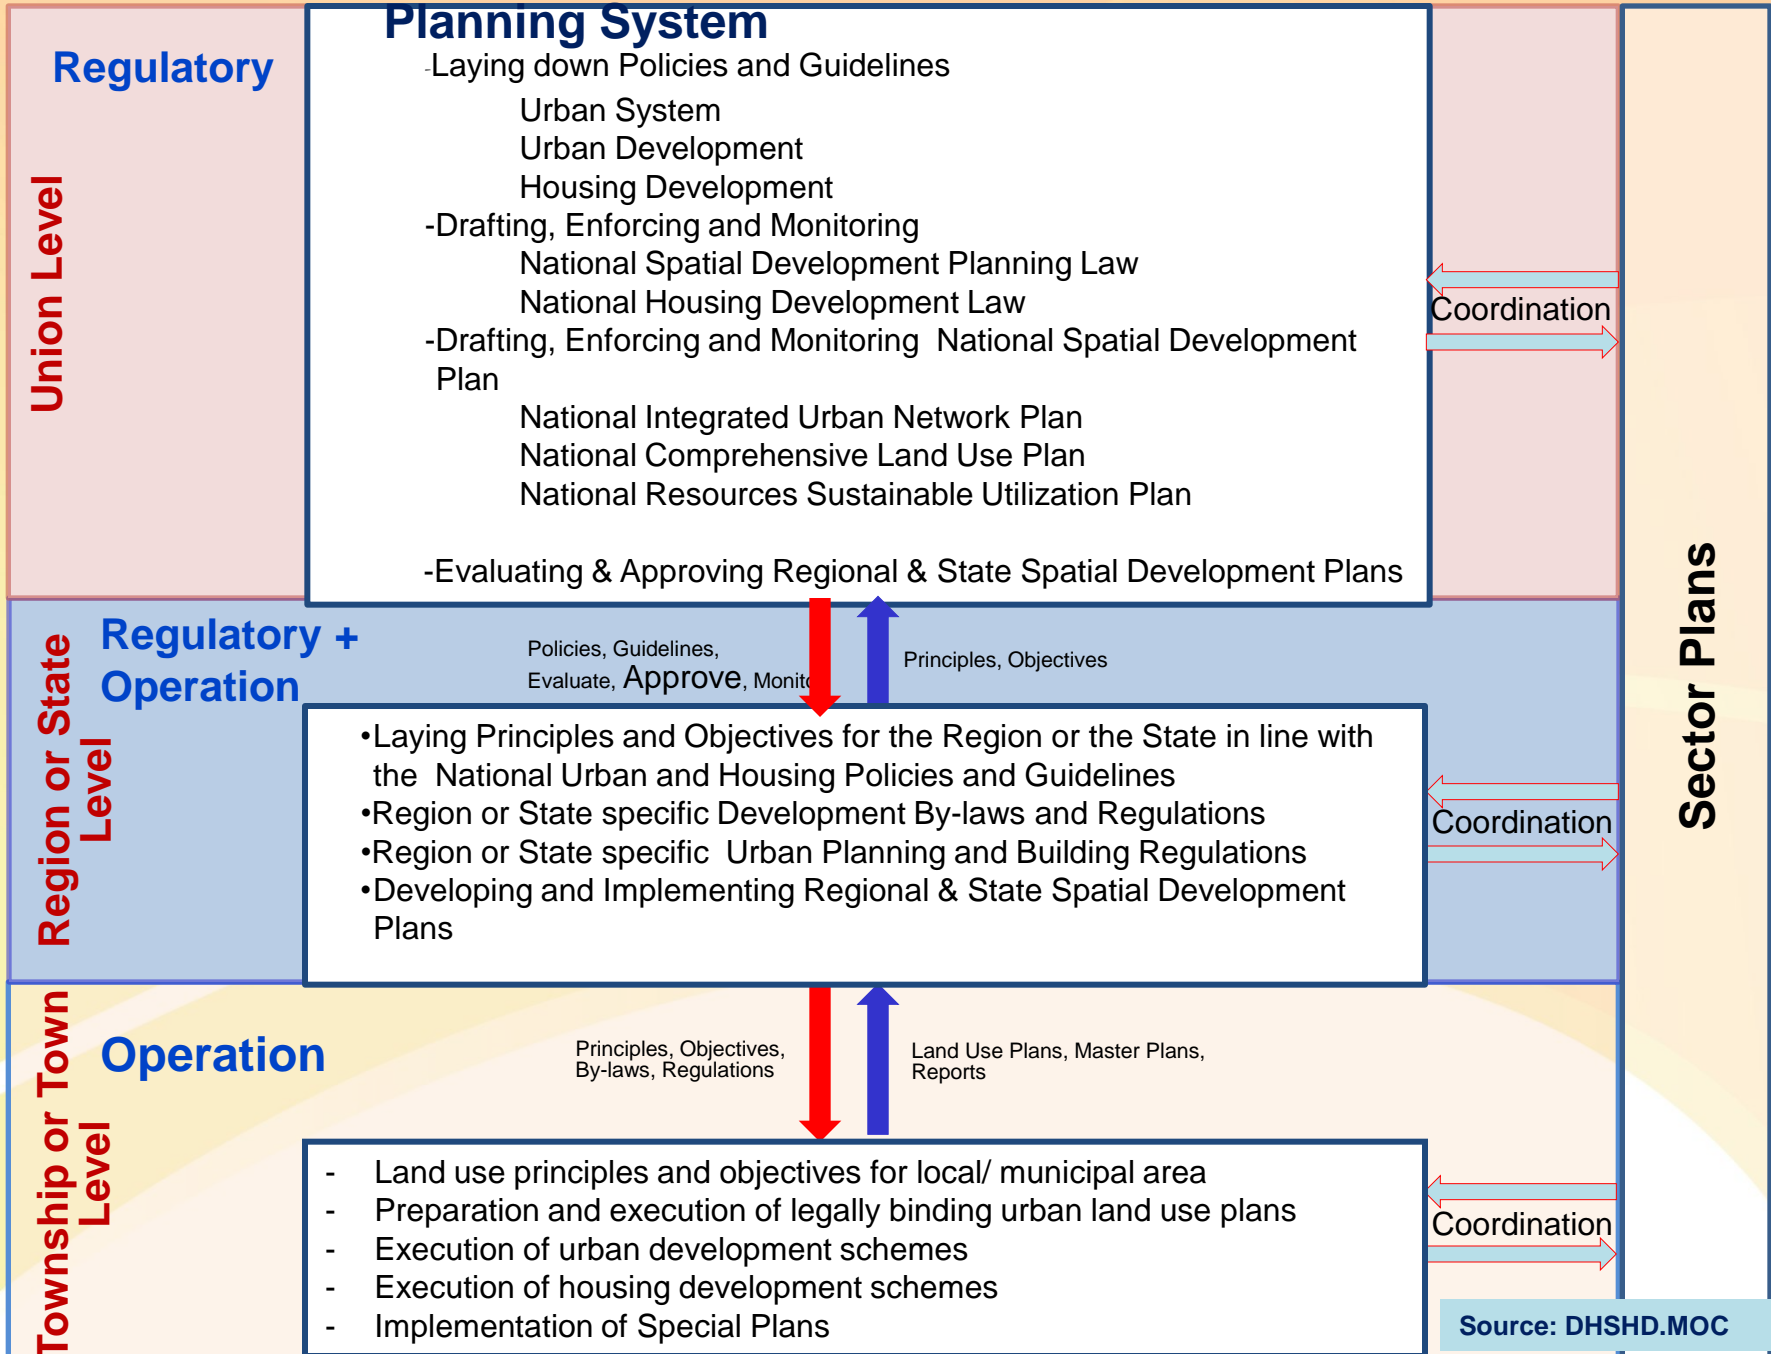 Planning System
Regulatory
Union Level
-Laying down Policies and Guidelines
Urban System
Urban Development
Housing Development
-Drafting, Enforcing and Monitoring
National Spatial Development Planning Law
National Housing Development Law
-Drafting, Enforcing and Monitoring National Spatial Development
Plan
National Integrated Urban Network Plan
National Comprehensive Land Use Plan
National Resources Sustainable Utilization Plan
-Evaluating & Approving Regional & State Spatial Development Plans
Coordination
Sector Plans
Region or State
Level
Regulatory +
Operation
Policies, Guidelines,
Evaluate, Approve,
Principles, Objectives
•Laying Principles and Objectives for the Region or the State in line with
the National Urban and Housing Policies and Guidelines
•Region or State specific Development By-laws and Regulations
•Region or State specific Urban Planning and Building Regulations
•Developing and Implementing Regional & State Spatial Development
Plans
Coordination
Township or Town
Level
Operation
Principles, Objectives,
By-laws, Regulations
Land Use Plans, Master Plans,
Reports
- Land use principles and objectives for local/ municipal area
- Preparation and execution of legally binding urban land use plans
- Execution of urban development schemes
- Execution of housing development schemes
- Implementation of Special Plans
Coordination
Source: DHSHD.MOC